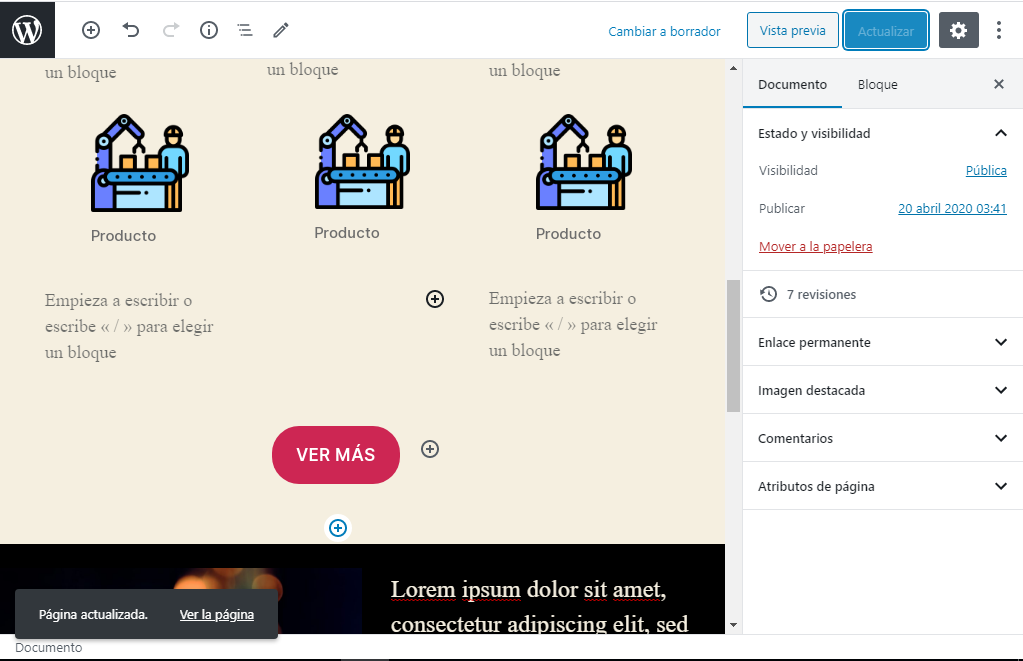 Cambiar a borrador
Vista previa
Actualizar
un bloque
un bloque
un bloque
Producto
Producto
Producto
Empieza a escribir o
escribe « / » para elegir
un bloque
Empieza a escribir o
escribe « / » para elegir
un bloque
VER MÁS
Lorem ipsum dolor sit amet,
consectetur adipiscing elit, sed
Página actualizada. Ver la página
Documento
Documento Bloque
Estado y visibilidad
Visibilidad Pública
Publicar 20 abril 2020 03:41
Mover a la papelera
7 revisiones
Enlace permanente
Imagen destacada
Comentarios
Atributos de página